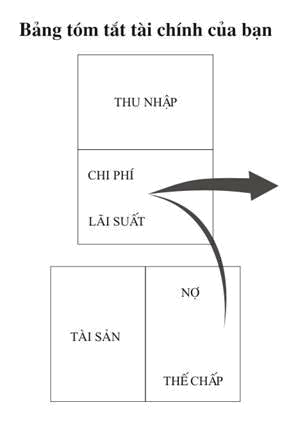 Bảng tóm tắt tài chính của bạn
THU NHẬP
CHI PHÍ
LÃI SUẤT
NỢ
TÀI SẢN
THẾ CHẤP